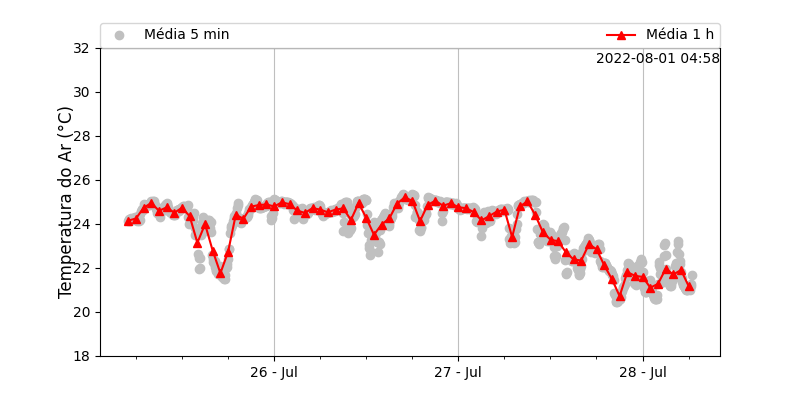 Média 5 min
Média 1 h
2022-08-01 04:58
Temperatura do Ar (°C)
32
30
28
26
24
22
20
18
26 - Jul
27 - Jul
28 - Jul